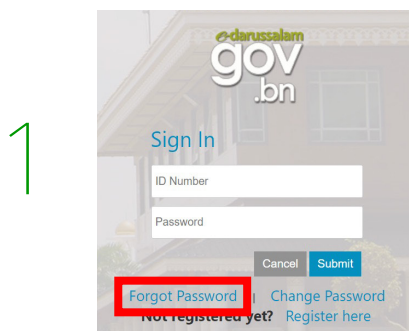 1
e-darussalam
gov
.bn
Sign In
ID Number
Password
Cancel Submit
Forgot Password | Change Password
Not registered yet? Register here